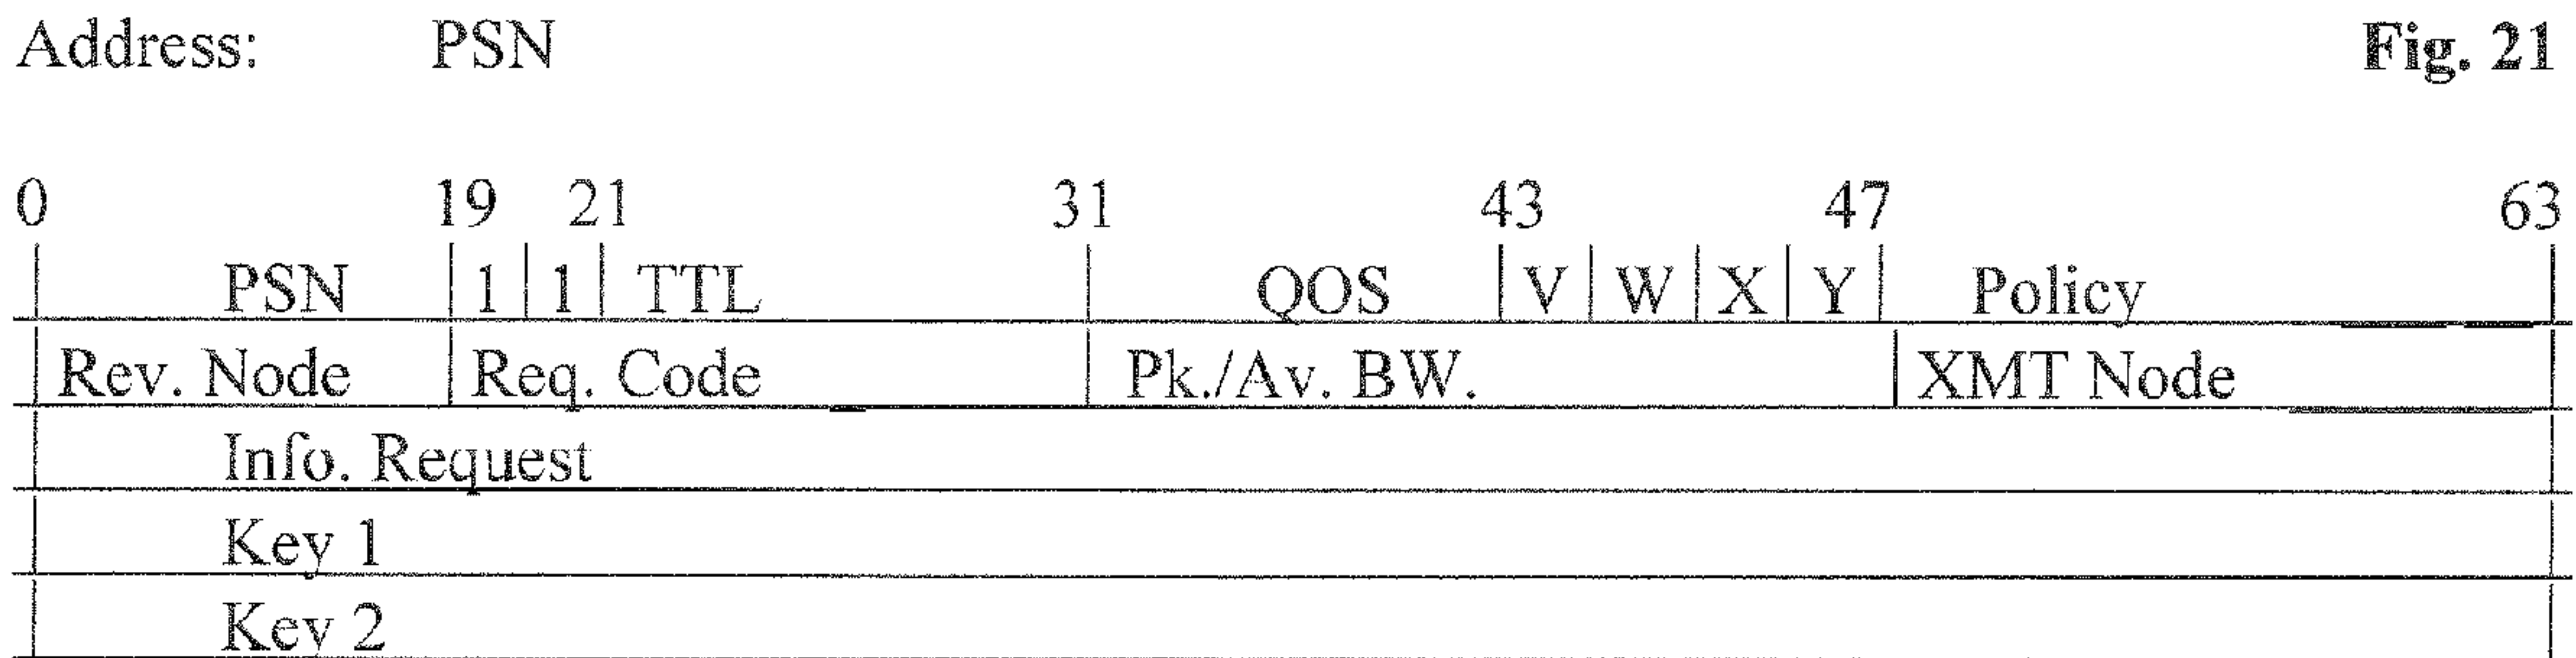 Address: PSN Fig. 21
0 19 21 31 43 47 63
PSN 1 1 TTL QOS V W X Y Policy
Rev. Node Req. Code Pk./Av. BW. XMT Node
Info. Request
Key 1
Key 2